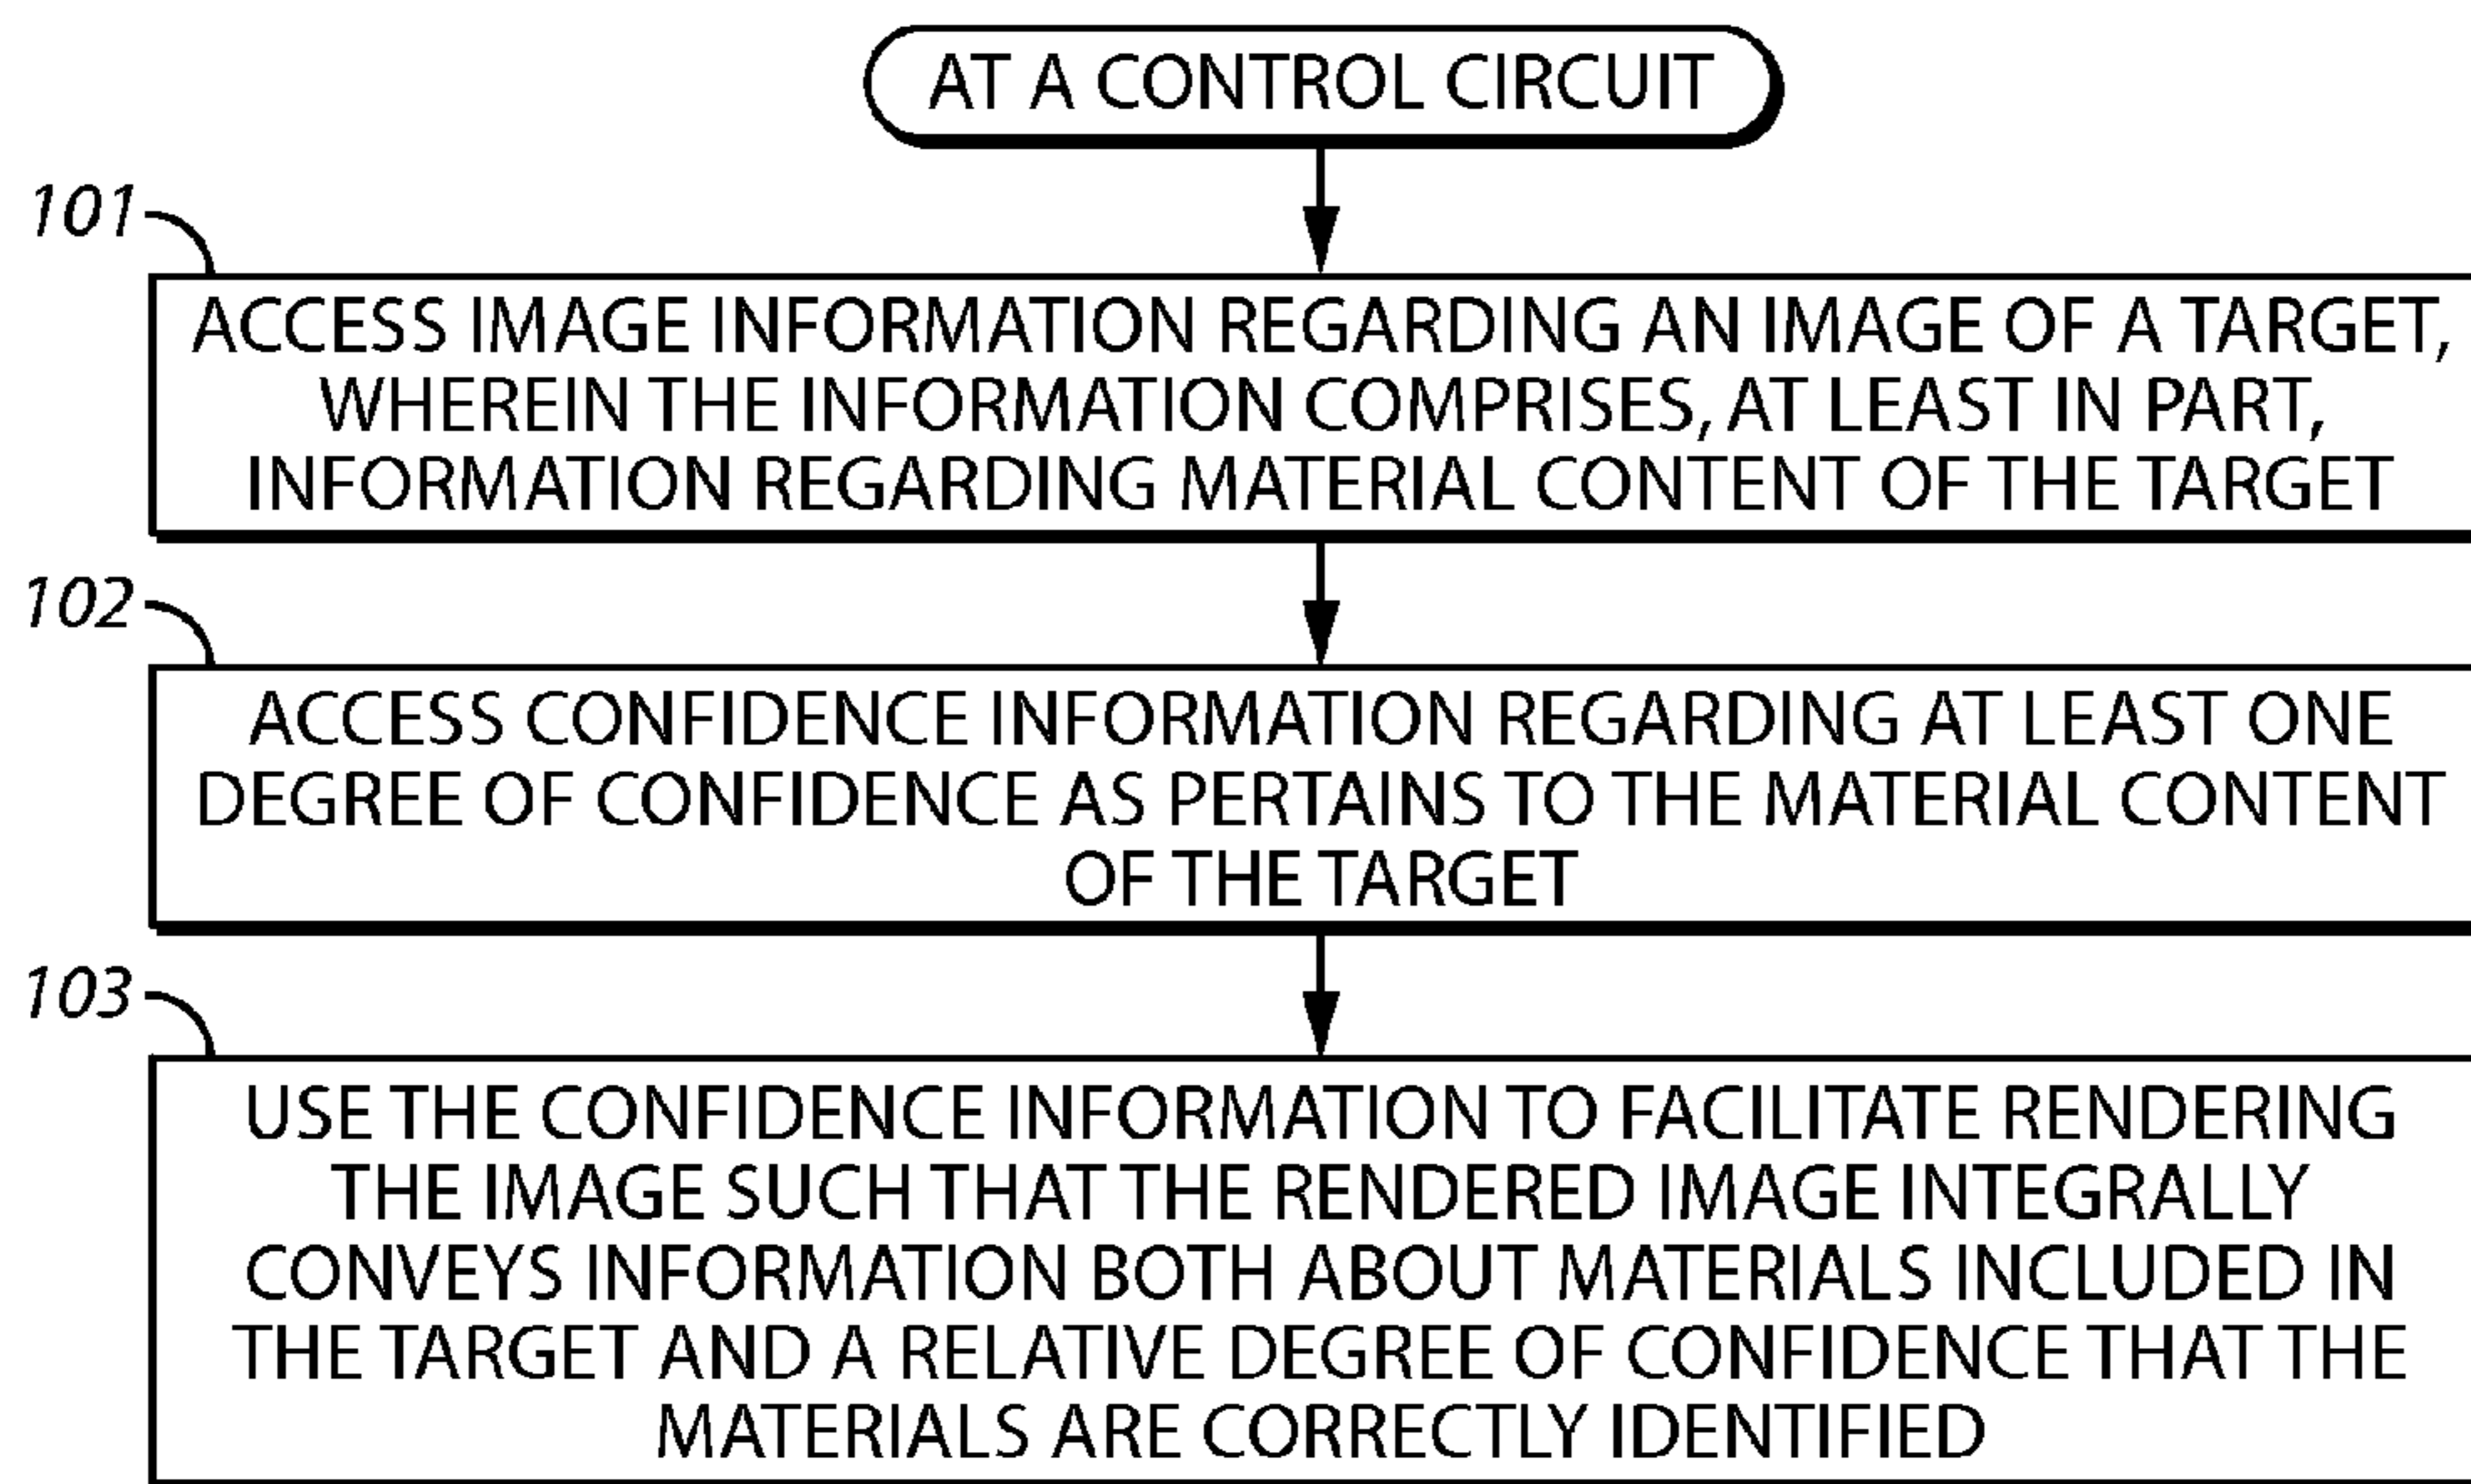 AT A CONTROL CIRCUIT
101
ACCESS IMAGE INFORMATION REGARDING AN IMAGE OF A TARGET,
WHEREIN THE INFORMATION COMPRISES, AT LEAST IN PART,
INFORMATION REGARDING MATERIAL CONTENT OF THE TARGET
102
ACCESS CONFIDENCE INFORMATION REGARDING AT LEAST ONE
DEGREE OF CONFIDENCE AS PERTAINS TO THE MATERIAL CONTENT
OF THE TARGET
103
USE THE CONFIDENCE INFORMATION TO FACILITATE RENDERING
THE IMAGE SUCH THAT THE RENDERED IMAGE INTEGRALLY
CONVEYS INFORMATION BOTH ABOUT MATERIALS INCLUDED IN
THE TARGET AND A RELATIVE DEGREE OF CONFIDENCE THAT THE
MATERIALS ARE CORRECTLY IDENTIFIED